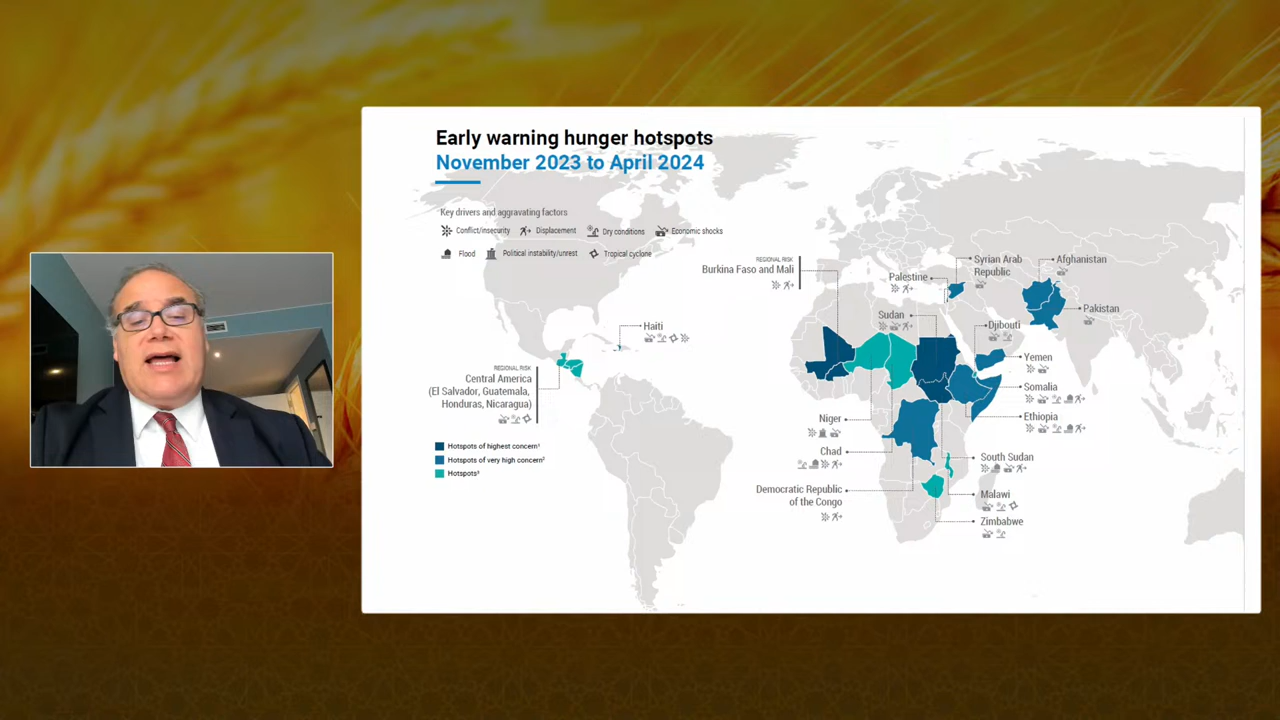 Early warning hunger hotspots
November 2023 to April 2024
Key drivers and aggravating factors
Conflict/insecurity Displacement Dry conditions Economic shocks
Flood Political instability/unrest Tropical cyclone
REGIONAL RISK
Burkina Faso and Mali
Palestine
Syrian Arab
Republic
Afghanistan
Pakistan
Sudan
Djibouti
Haiti
Yemen
REGIONAL RISK
Central America
(El Salvador, Guatemala,
Honduras, Nicaragua)
Somalia
Ethiopia
Niger
Chad
South Sudan
Democratic Republic
of the Congo
Malawi
Zimbabwe
Hotspots of highest concern¹
Hotspots of very high concern²
Hotspots³